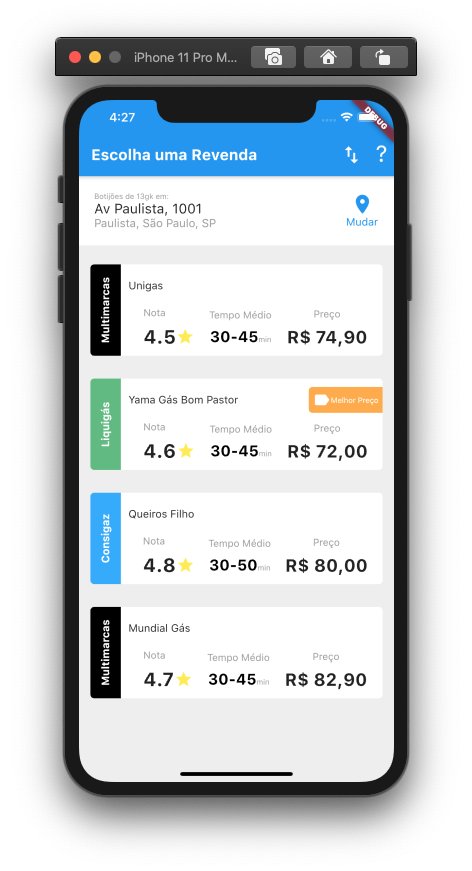 iPhone 11 Pro M...
4:27
DEBUG
Escolha uma Revenda
?
Botijões de 13gk em:
Av Paulista, 1001
Paulista, São Paulo, SP
Mudar
Multimarcas
Unigas
Nota Tempo Médio Preço
4.5 30-45min R$ 74,90
Liquigás
Yama Gás Bom Pastor
Melhor Preço
Nota Tempo Médio Preço
4.6 30-45min R$ 72,00
Consigaz
Queiros Filho
Nota Tempo Médio Preço
4.8 30-50min R$ 80,00
Multimarcas
Mundial Gás
Nota Tempo Médio Preço
4.7 30-45min R$ 82,90